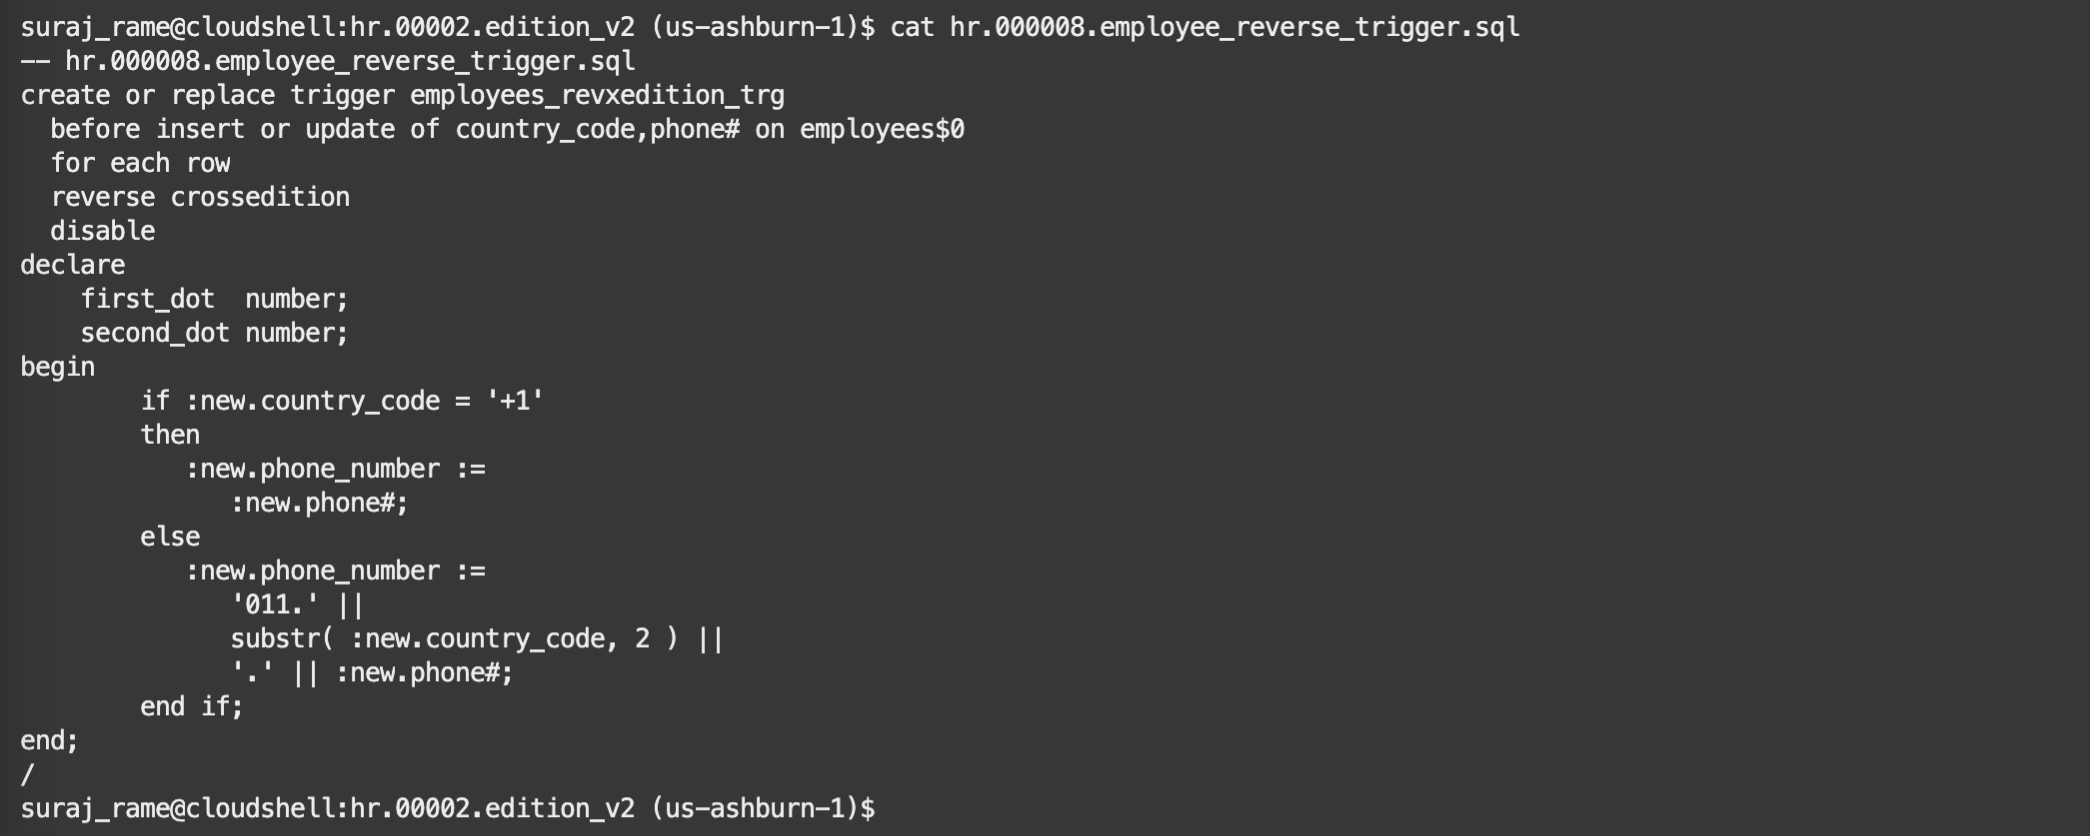 suraj_rame@cloudshell:hr.00002.edition_v2 (us-ashburn-1)$ cat hr.000008.employee_reverse_trigger.sql
-- hr.000008.employee_reverse_trigger.sql
create or replace trigger employees_revxedition_trg
  before insert or update of country_code,phone# on employees$0
  for each row
  reverse crossedition
  disable
declare
    first_dot  number;
    second_dot number;
begin
        if :new.country_code = '+1'
        then
           :new.phone_number :=
              :new.phone#;
        else
           :new.phone_number :=
              '011.' ||
              substr( :new.country_code, 2 ) ||
              '.' || :new.phone#;
        end if;
end;
/
suraj_rame@cloudshell:hr.00002.edition_v2 (us-ashburn-1)$